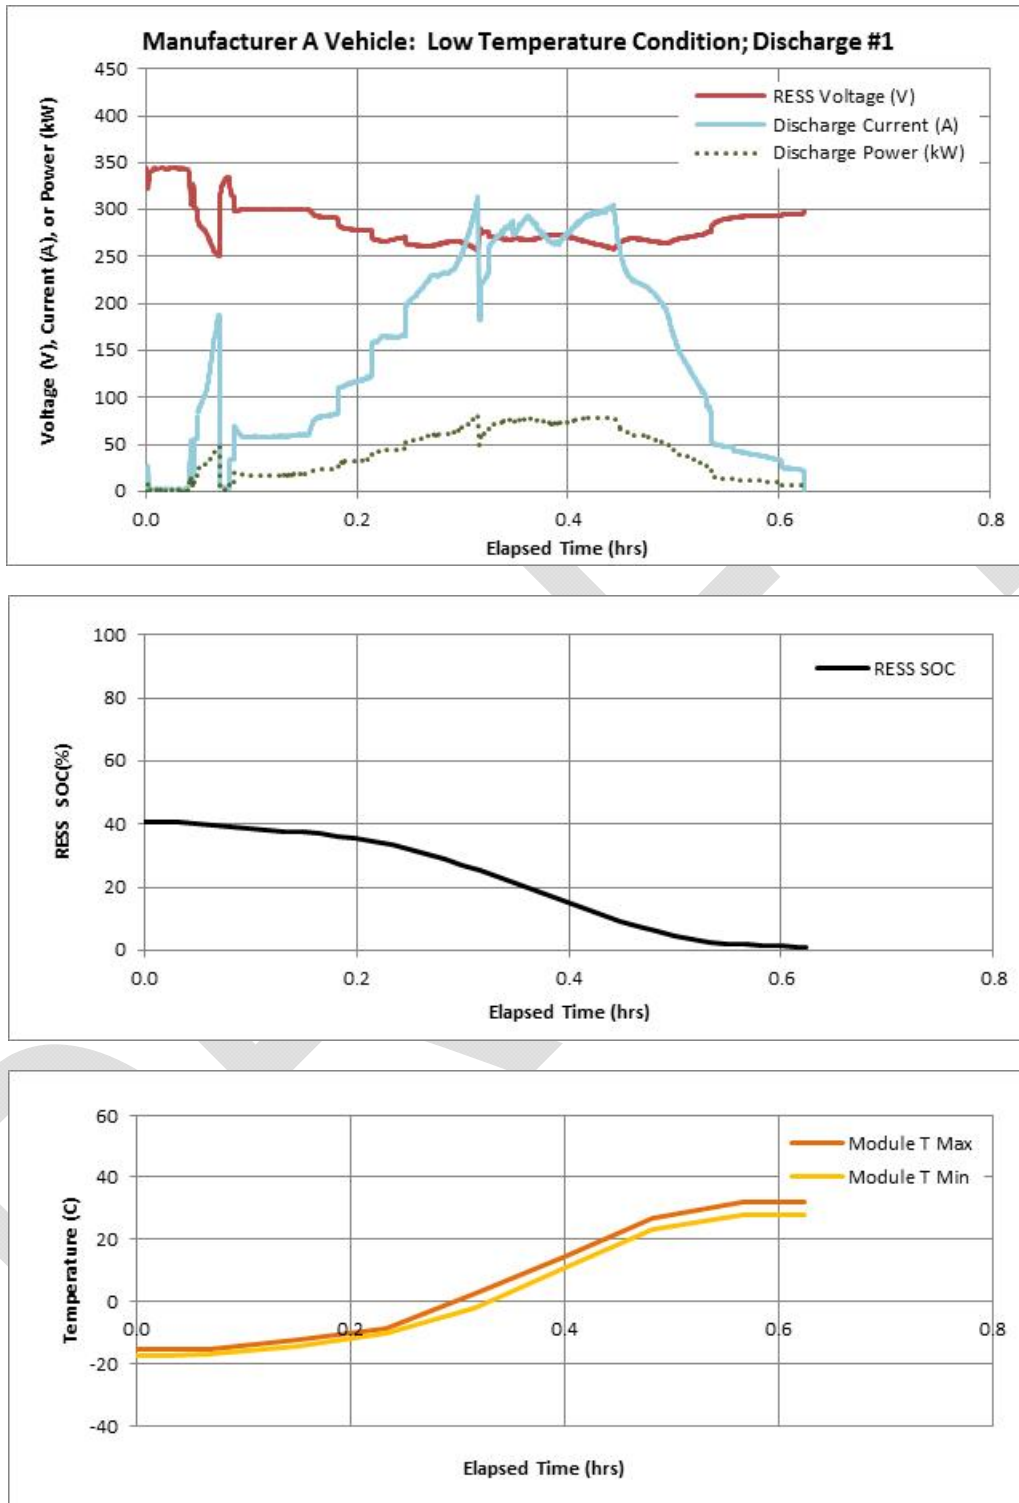 Manufacturer A Vehicle: Low Temperature Condition; Discharge #1
Voltage (V), Current (A), or Power (kW)
450
400
350
300
250
200
150
100
50
0
RESS Voltage (V)
Discharge Current (A)
Discharge Power (kW)
0.0 0.2 0.4 0.6 0.8
Elapsed Time (hrs)
RESS SOC(%)
100
80
60
40
20
0
RESS SOC
0.0 0.2 0.4 0.6 0.8
Elapsed Time (hrs)
Temperature (C)
60
40
20
0
-20
-40
Module T Max
Module T Min
0.0 0.2 0.4 0.6 0.8
Elapsed Time (hrs)